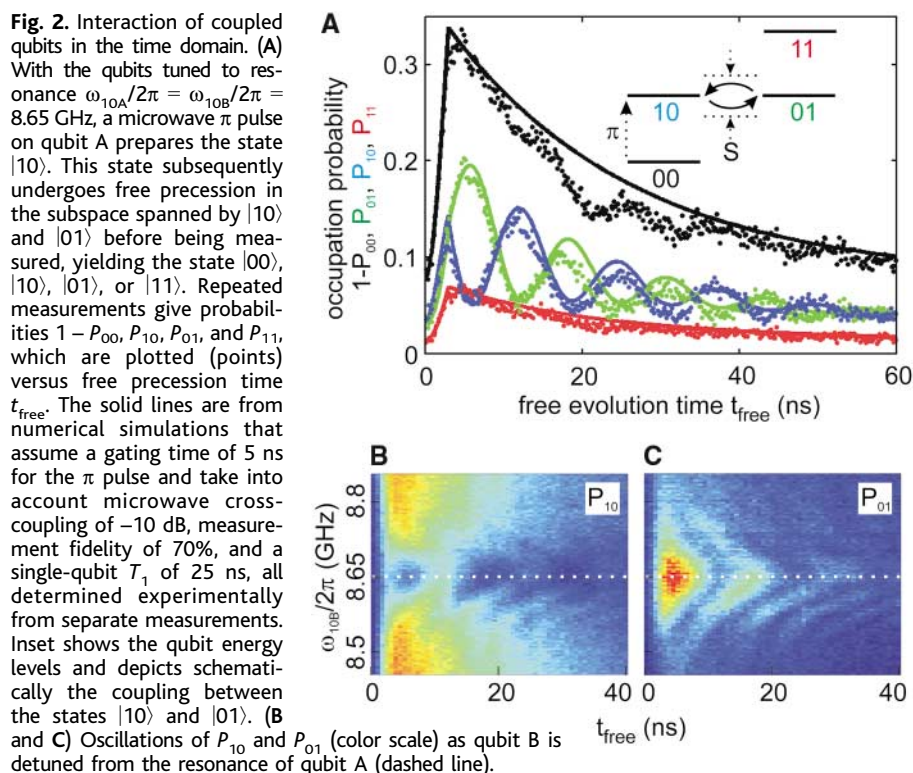 Fig. 2. Interaction of coupled
qubits in the time domain. (A)
With the qubits tuned to res-
onance ω10A/2π = ω10B/2π =
8.65 GHz, a microwave π pulse
on qubit A prepares the state
|10⟩. This state subsequently
undergoes free precession in
the subspace spanned by |10⟩
and |01⟩ before being mea-
sured, yielding the state |00⟩,
|10⟩, |01⟩, or |11⟩. Repeated
measurements give probabil-
ities 1 – P00, P10, P01, and P11,
which are plotted (points)
versus free precession time
tfree. The solid lines are from
numerical simulations that
assume a gating time of 5 ns
for the π pulse and take into
account microwave cross-
coupling of –10 dB, measure-
ment fidelity of 70%, and a
single-qubit T1 of 25 ns, all
determined experimentally
from separate measurements.
Inset shows the qubit energy
levels and depicts schemati-
cally the coupling between
the states |10⟩ and |01⟩. (B
and C) Oscillations of P10 and P01 (color scale) as qubit B is
detuned from the resonance of qubit A (dashed line).
A
occupation probability
1-P00, P01, P10, P11
0.3
0.2
0.1
0
0 20 40 60
free evolution time tfree (ns)
11
10
01
π
S
00
B
C
P10
P01
ω10B/2π (GHz)
8.8
8.65
8.5
0 20 40
0 20 40
tfree (ns)